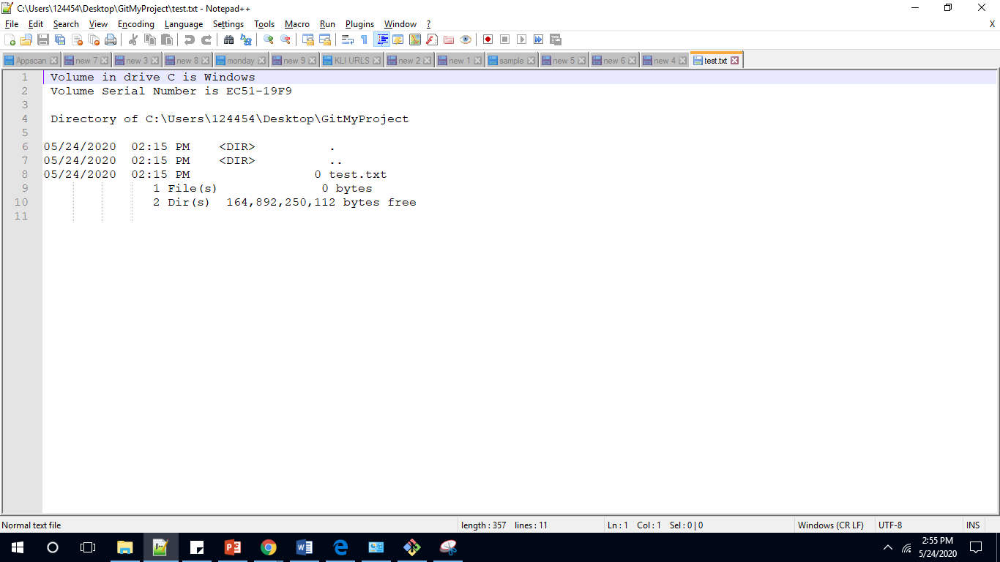 C:\Users\124454\Desktop\GitMyProject\test.txt - Notepad++
File Edit Search View Encoding Language Settings Tools Macro Run Plugins Window ? X
Appscan new 7 new 3 new 8 monday new 9 KLI URLS new 2 new 1 sample new 5 new 6 new 4 test.txt
1 Volume in drive C is Windows
2 Volume Serial Number is EC51-19F9
3
4 Directory of C:\Users\124454\Desktop\GitMyProject
5
6 05/24/2020 02:15 PM <DIR> .
7 05/24/2020 02:15 PM <DIR> ..
8 05/24/2020 02:15 PM 0 test.txt
9 1 File(s) 0 bytes
10 2 Dir(s) 164,892,250,112 bytes free
11
Normal text file length : 357 lines : 11 Ln : 1 Col : 1 Sel : 0 | 0 Windows (CR LF) UTF-8 INS
2:55 PM
5/24/2020